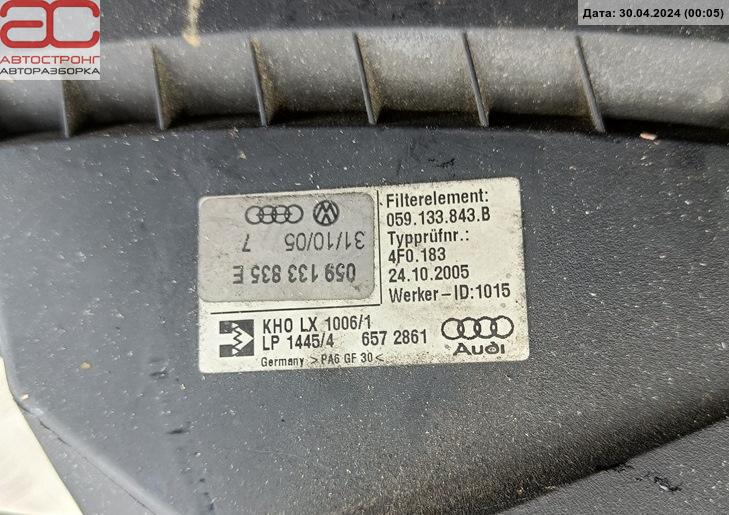 АС
АВТОСТРОНГ
АВТОРАЗБОРКА
Дата: 30.04.2024 (00:05)
059 133 835 E
31/10/05 7
Filterelement:
059.133.843.B
Typprüfnr.:
4F0.183
24.10.2005
Werker-ID:1015
KHO LX 1006/1
LP 1445/4 657 2861
Germany >PA6 GF 30<
Audi